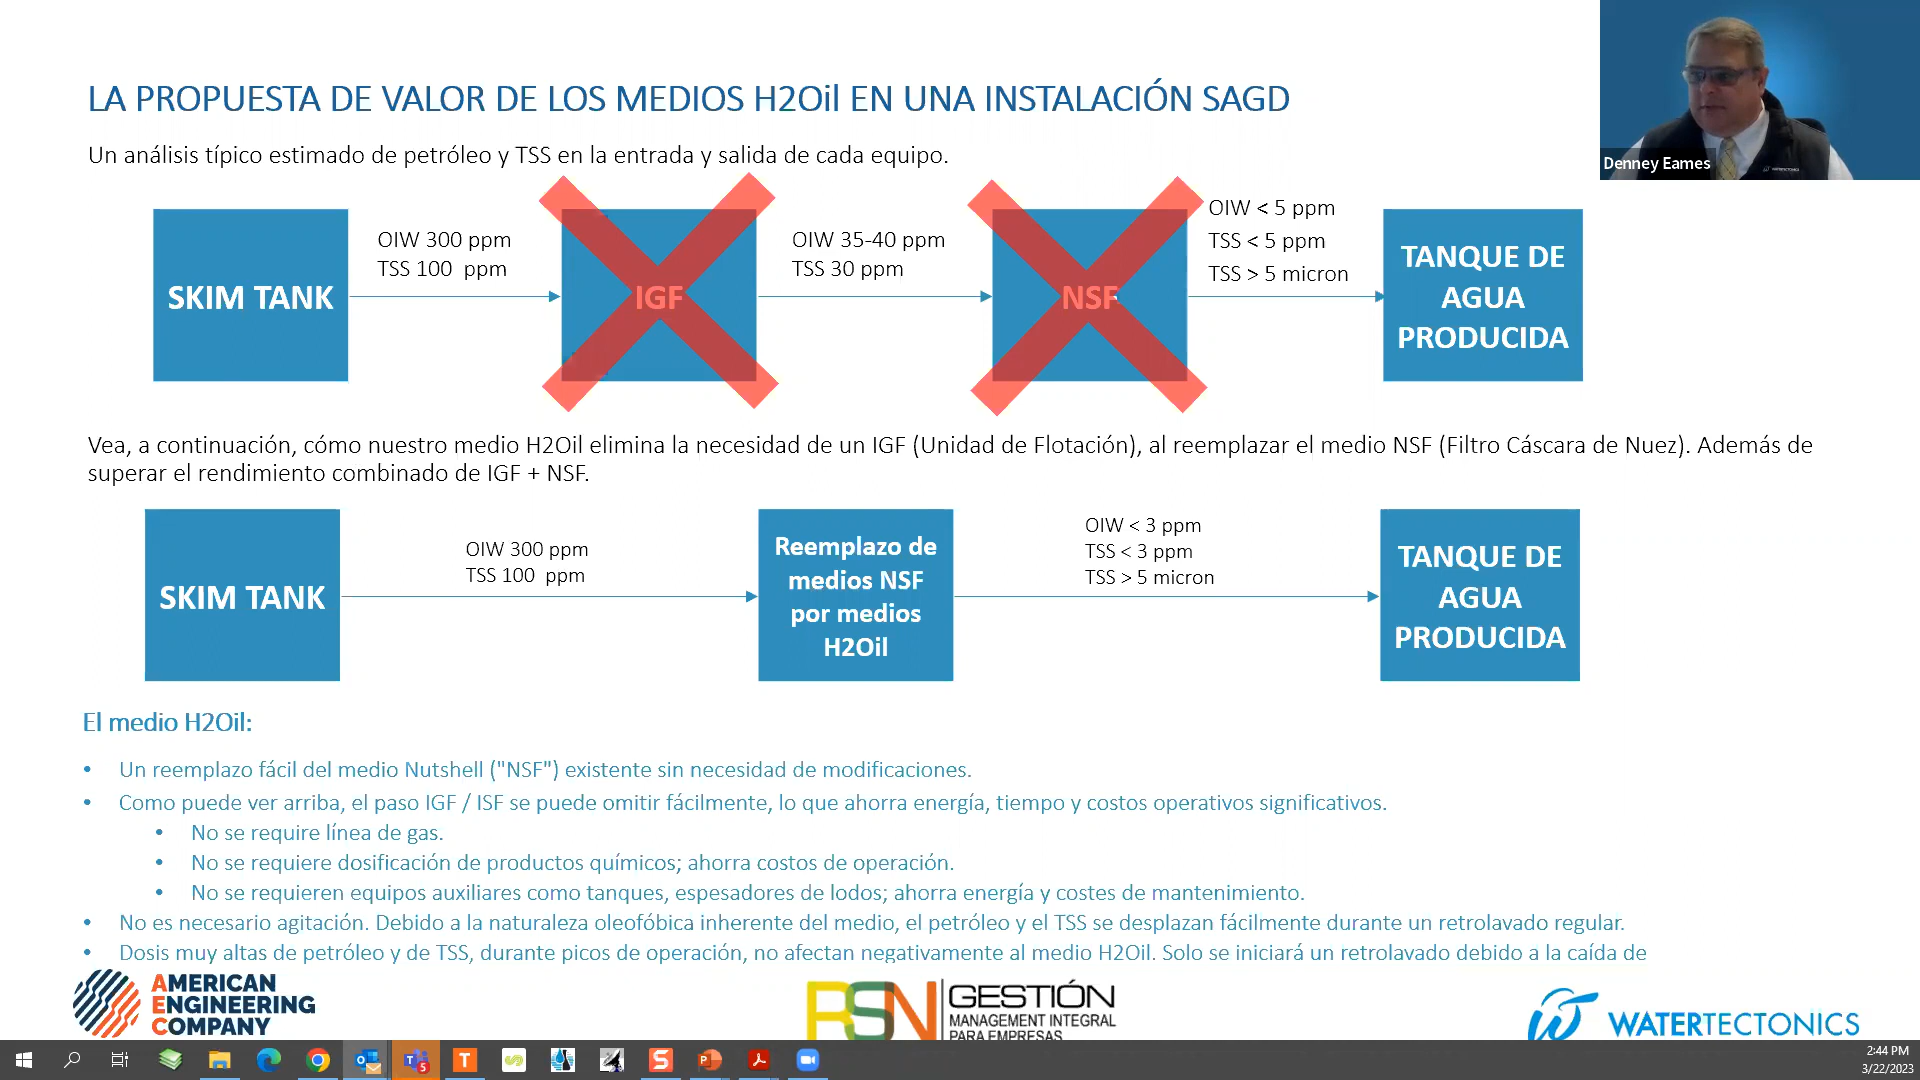 LA PROPUESTA DE VALOR DE LOS MEDIOS H2Oil EN UNA INSTALACIÓN SAGD
Denney Eames
Un análisis típico estimado de petróleo y TSS en la entrada y salida de cada equipo.
SKIM TANK
OIW 300 ppm
TSS 100 ppm
IGF
OIW 35-40 ppm
TSS 30 ppm
NSF
OIW < 5 ppm
TSS < 5 ppm
TSS > 5 micron
TANQUE DE
AGUA
PRODUCIDA
Vea, a continuación, cómo nuestro medio H2Oil elimina la necesidad de un IGF (Unidad de Flotación), al reemplazar el medio NSF (Filtro Cáscara de Nuez). Además de
superar el rendimiento combinado de IGF + NSF.
SKIM TANK
OIW 300 ppm
TSS 100 ppm
Reemplazo de
medios NSF
por medios
H2Oil
OIW < 3 ppm
TSS < 3 ppm
TSS > 5 micron
TANQUE DE
AGUA
PRODUCIDA
El medio H2Oil:
• Un reemplazo fácil del medio Nutshell ("NSF") existente sin necesidad de modificaciones.
• Como puede ver arriba, el paso IGF / ISF se puede omitir fácilmente, lo que ahorra energía, tiempo y costos operativos significativos.
• No se require línea de gas.
• No se requiere dosificación de productos químicos; ahorra costos de operación.
• No se requieren equipos auxiliares como tanques, espesadores de lodos; ahorra energía y costes de mantenimiento.
• No es necesario agitación. Debido a la naturaleza oleofóbica inherente del medio, el petróleo y el TSS se desplazan fácilmente durante un retrolavado regular.
• Dosis muy altas de petróleo y de TSS, durante picos de operación, no afectan negativamente al medio H2Oil. Solo se iniciará un retrolavado debido a la caída de
AMERICAN
ENGINEERING
COMPANY
RSN
GESTIÓN
MANAGEMENT INTEGRAL
PARA EMPRESAS
WATERTECTONICS
2:44 PM
3/22/2023